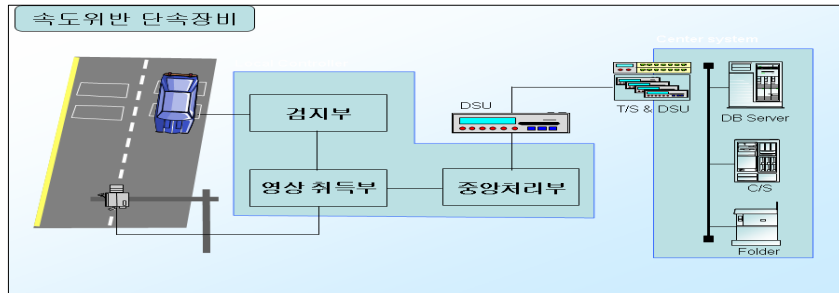 속도위반 단속장비
Center system
검지부
DSU
T/S & DSU
DB Server
영상 취득부
중앙처리부
C/S
Folder